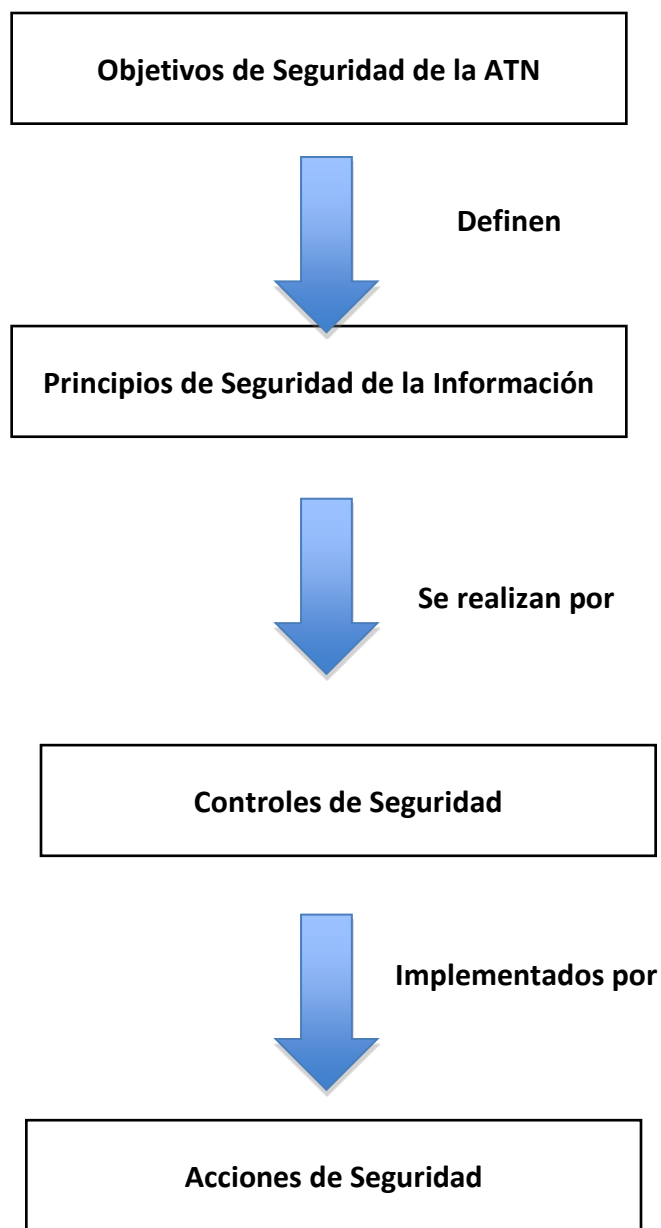 Objetivos de Seguridad de la ATN
Definen
Principios de Seguridad de la Información
Se realizan por
Controles de Seguridad
Implementados por
Acciones de Seguridad